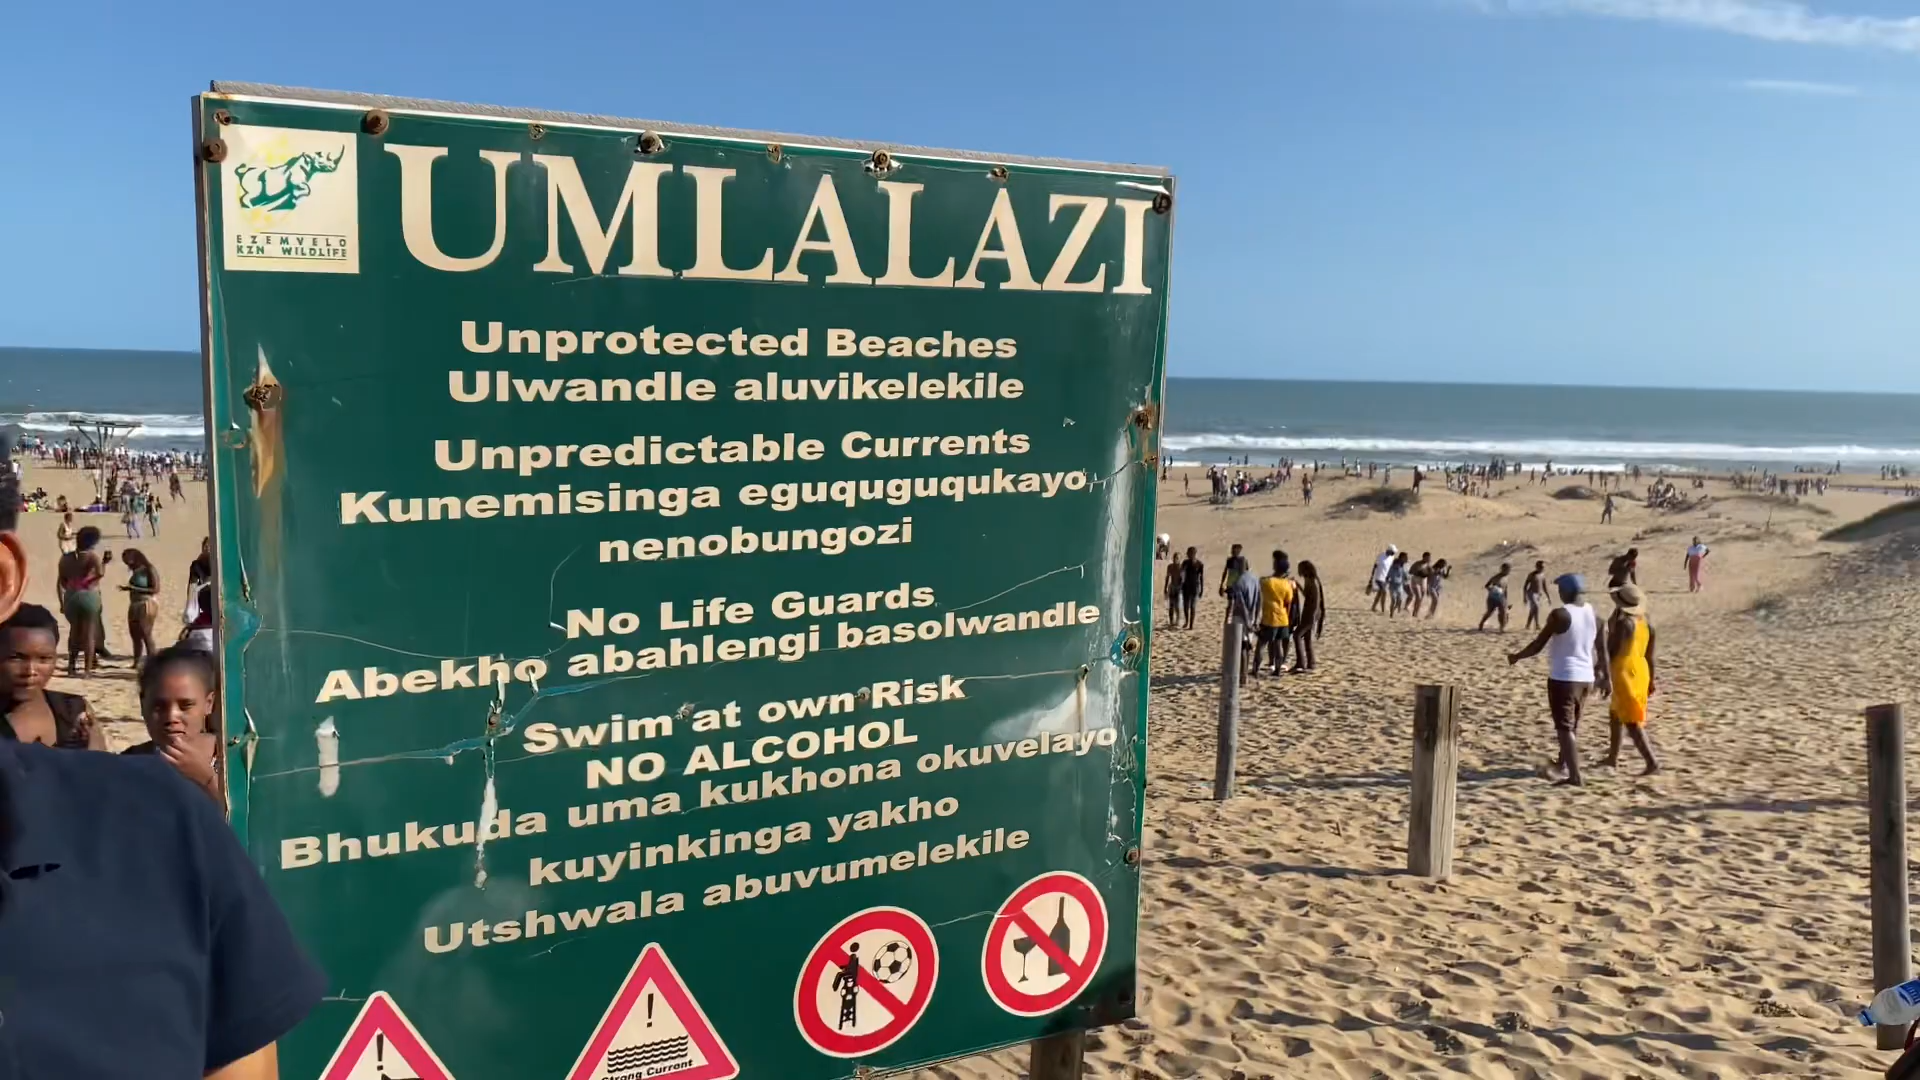 EZEMVELO
KZN WILDLIFE
UMLALAZI
Unprotected Beaches
Ulwandle aluvikelekile
Unpredictable Currents
Kunemisinga eguquguqukayo
nenobungozi
No Life Guards
Abekho abahlengi basolwandle
Swim at own Risk
NO ALCOHOL
Bhukuda uma kukhona okuvelayo
kuyinkinga yakho
Utshwala abuvumelekile
Strong Current